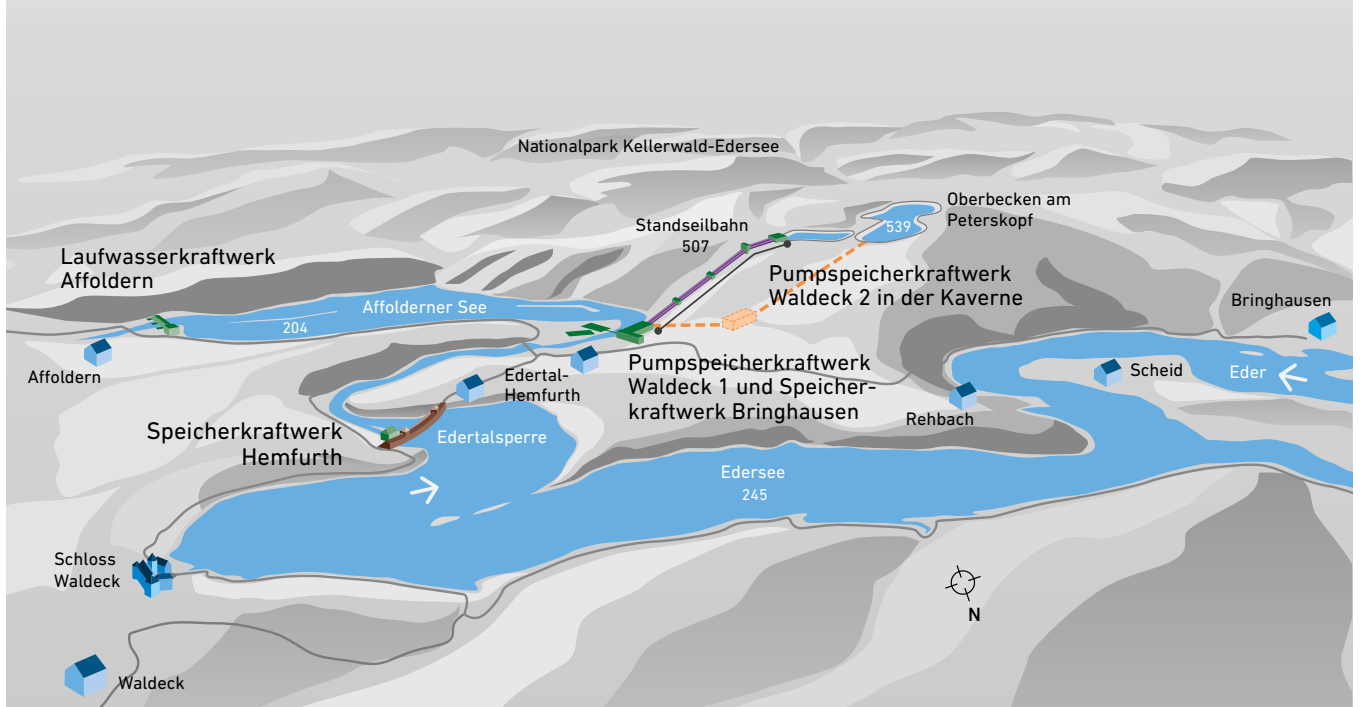 Nationalpark Kellerwald-Edersee
Oberbecken am
Peterskopf
539
Standseilbahn
507
Laufwasserkraftwerk
Affoldern
Pumpspeicherkraftwerk
Waldeck 2 in der Kaverne
Affolderner See
204
Bringhausen
Affoldern
Edertal-
Hemfurth
Pumpspeicherkraftwerk
Waldeck 1 und Speicher-
kraftwerk Bringhausen
Scheid
Eder
Rehbach
Speicherkraftwerk
Hemfurth
Edertalsperre
Edersee
245
Schloss
Waldeck
N
Waldeck